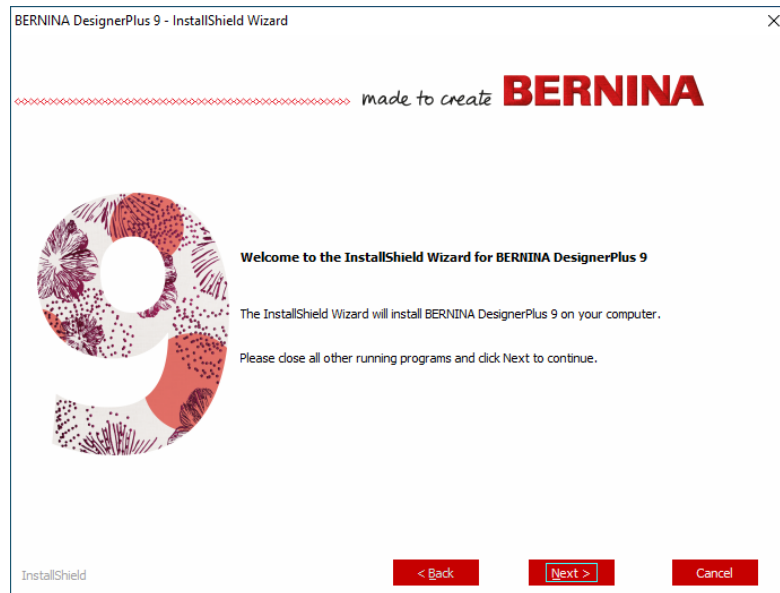 BERNINA DesignerPlus 9 - InstallShield Wizard
made to create BERNINA
9
Welcome to the InstallShield Wizard for BERNINA DesignerPlus 9
The InstallShield Wizard will install BERNINA DesignerPlus 9 on your computer.
Please close all other running programs and click Next to continue.
InstallShield
< Back Next > Cancel